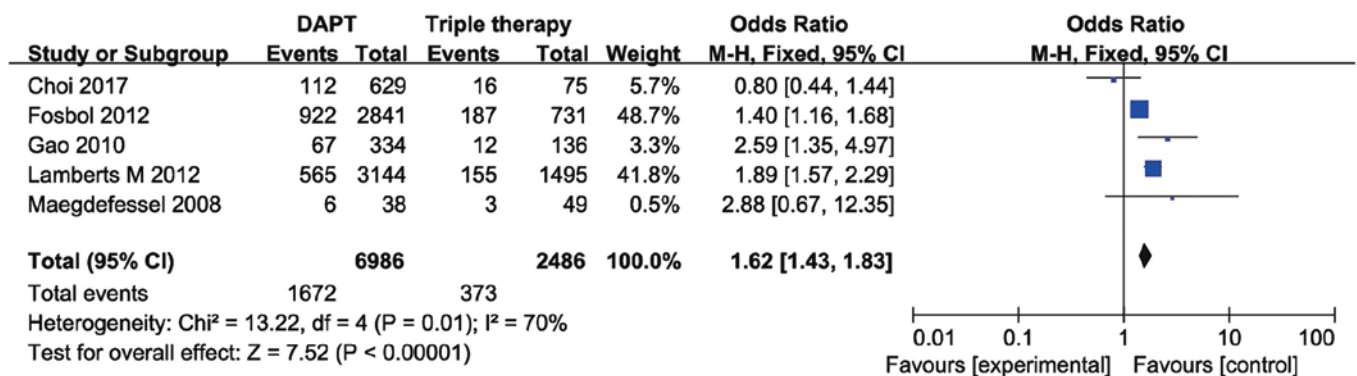 DAPT Triple therapy Odds Ratio Odds Ratio
Study or Subgroup Events Total Events Total Weight M-H, Fixed, 95% CI M-H, Fixed, 95% CI
Choi 2017 112 629 16 75 5.7% 0.80 [0.44, 1.44]
Fosbol 2012 922 2841 187 731 48.7% 1.40 [1.16, 1.68]
Gao 2010 67 334 12 136 3.3% 2.59 [1.35, 4.97]
Lamberts M 2012 565 3144 155 1495 41.8% 1.89 [1.57, 2.29]
Maegdefessel 2008 6 38 3 49 0.5% 2.88 [0.67, 12.35]
Total (95% CI) 6986 2486 100.0% 1.62 [1.43, 1.83]
Total events 1672 373
Heterogeneity: Chi² = 13.22, df = 4 (P = 0.01); I² = 70%
Test for overall effect: Z = 7.52 (P < 0.00001)
0.01 0.1 1 10 100
Favours [experimental] Favours [control]